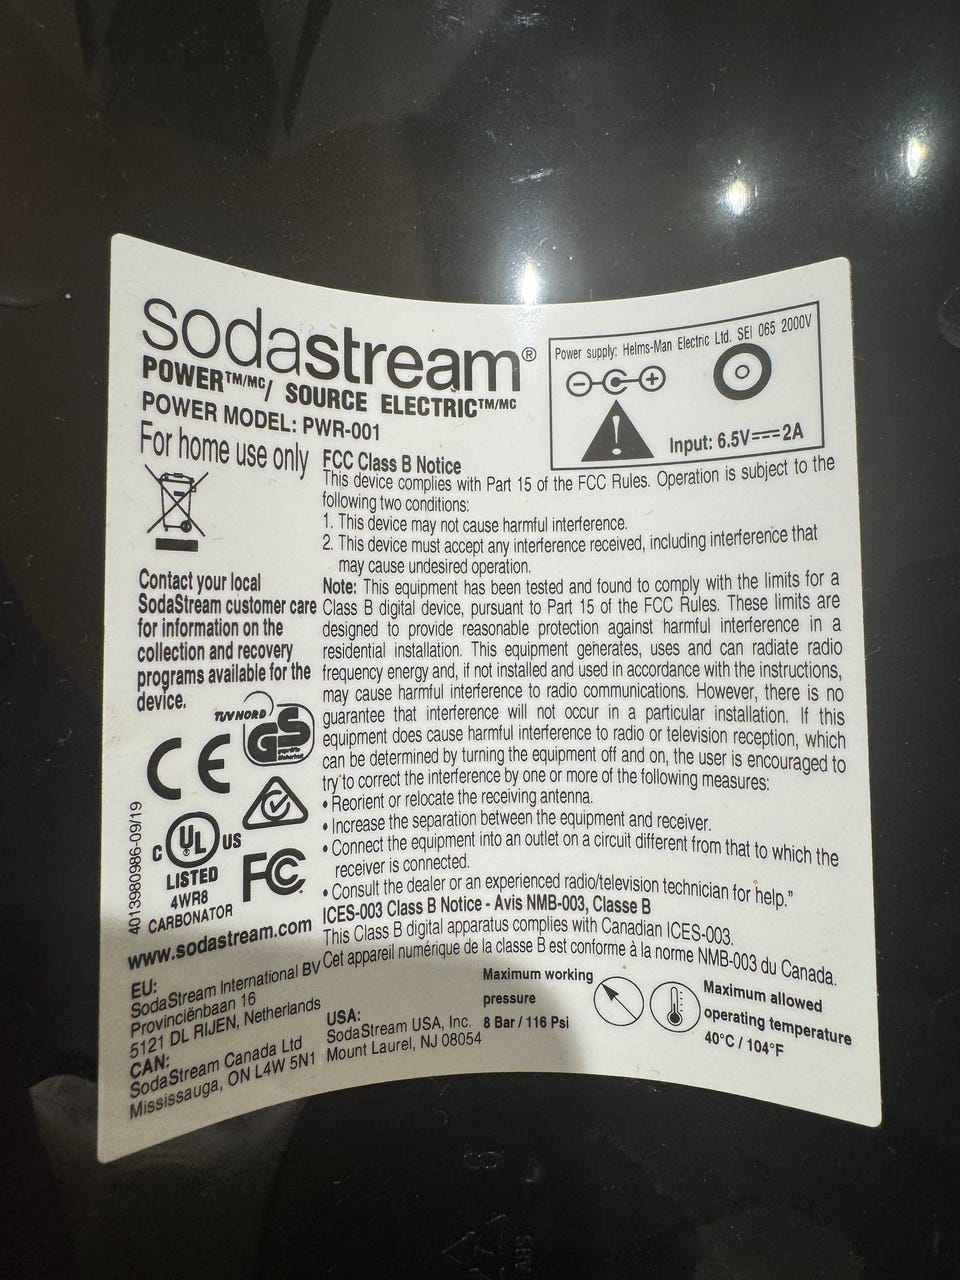 sodastream®
POWER™/MC/ SOURCE ELECTRIC™/MC
POWER MODEL: PWR-001
For home use only
Power supply: Helms-Man Electric Ltd. SEI 065 2000V
Input: 6.5V 2A
FCC Class B Notice
This device complies with Part 15 of the FCC Rules. Operation is subject to the
following two conditions:
1. This device may not cause harmful interference.
2. This device must accept any interference received, including interference that
may cause undesired operation.
Note: This equipment has been tested and found to comply with the limits for a
Class B digital device, pursuant to Part 15 of the FCC Rules. These limits are
designed to provide reasonable protection against harmful interference in a
residential installation. This equipment generates, uses and can radiate radio
frequency energy and, if not installed and used in accordance with the instructions,
may cause harmful interference to radio communications. However, there is no
guarantee that interference will not occur in a particular installation. If this
equipment does cause harmful interference to radio or television reception, which
can be determined by turning the equipment off and on, the user is encouraged to
try to correct the interference by one or more of the following measures:
• Reorient or relocate the receiving antenna.
• Increase the separation between the equipment and receiver.
• Connect the equipment into an outlet on a circuit different from that to which the
receiver is connected.
• Consult the dealer or an experienced radio/television technician for help."
ICES-003 Class B Notice - Avis NMB-003, Classe B
This Class B digital apparatus complies with Canadian ICES-003.
Cet appareil numérique de la classe B est conforme à la norme NMB-003 du Canada.
Contact your local
SodaStream customer care
for information on the
collection and recovery
programs available for the
device.
TUV NORD
GS
geprüfte
Sicherheit
CE
C UL US
LISTED
4WR8
CARBONATOR
FC
4013980986-09/19
www.sodastream.com
EU:
SodaStream International BV
Provinciënbaan 16
5121 DL RIJEN, Netherlands
CAN:
SodaStream Canada Ltd
Mississauga, ON L4W 5N1
USA:
SodaStream USA, Inc.
Mount Laurel, NJ 08054
Maximum working
pressure
8 Bar / 116 Psi
Maximum allowed
operating temperature
40°C / 104°F